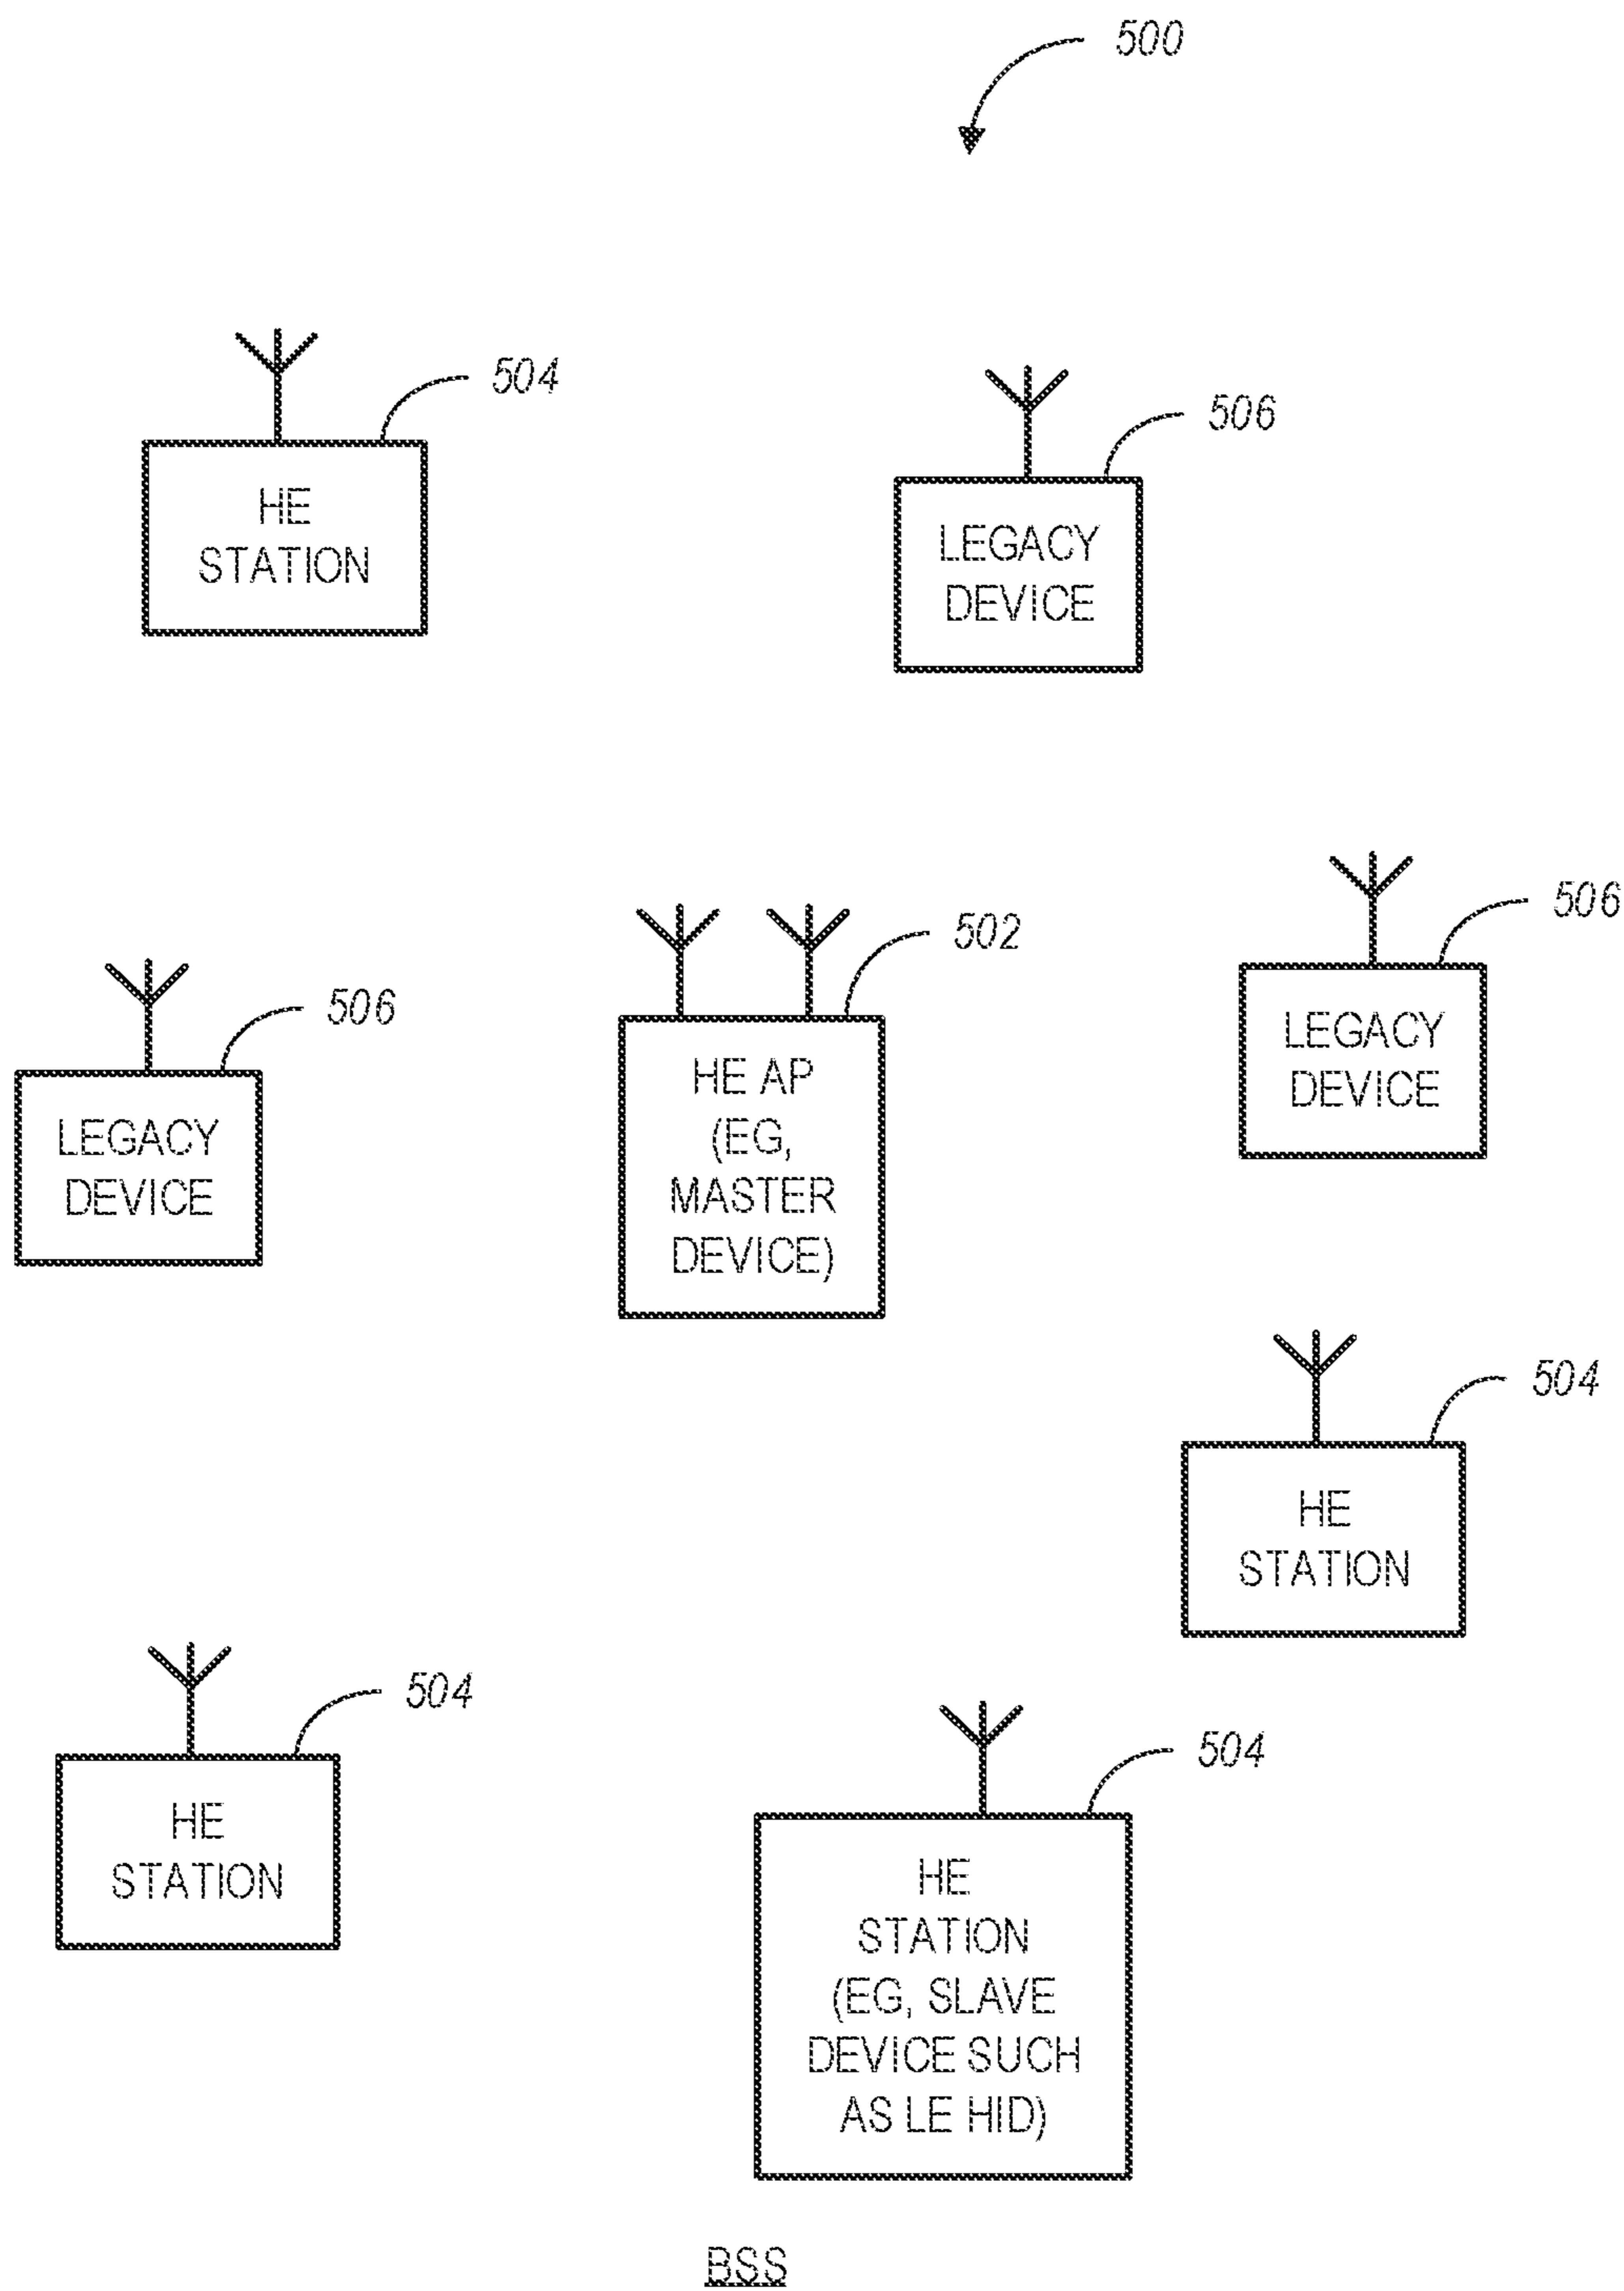 500
504
HE
STATION
506
LEGACY
DEVICE
506
LEGACY
DEVICE
502
HE AP
(EG,
MASTER
DEVICE)
506
LEGACY
DEVICE
504
HE
STATION
504
HE
STATION
504
HE
STATION
(EG, SLAVE
DEVICE SUCH
AS LE HID)
BSS